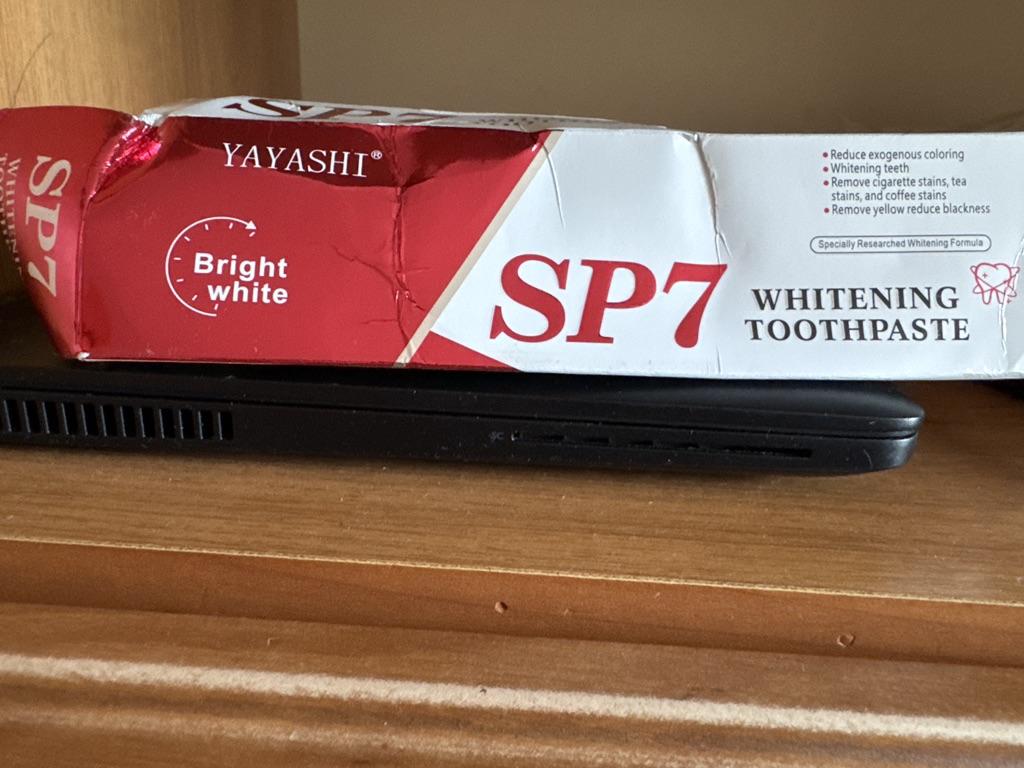 SP7
YAYASHI®
Bright
white
SP7
WHITENING
TOOTHPASTE
• Reduce exogenous coloring
• Whitening teeth
• Remove cigarette stains, tea
stains, and coffee stains
• Remove yellow reduce blackness
Specially Researched Whitening Formula
SP7